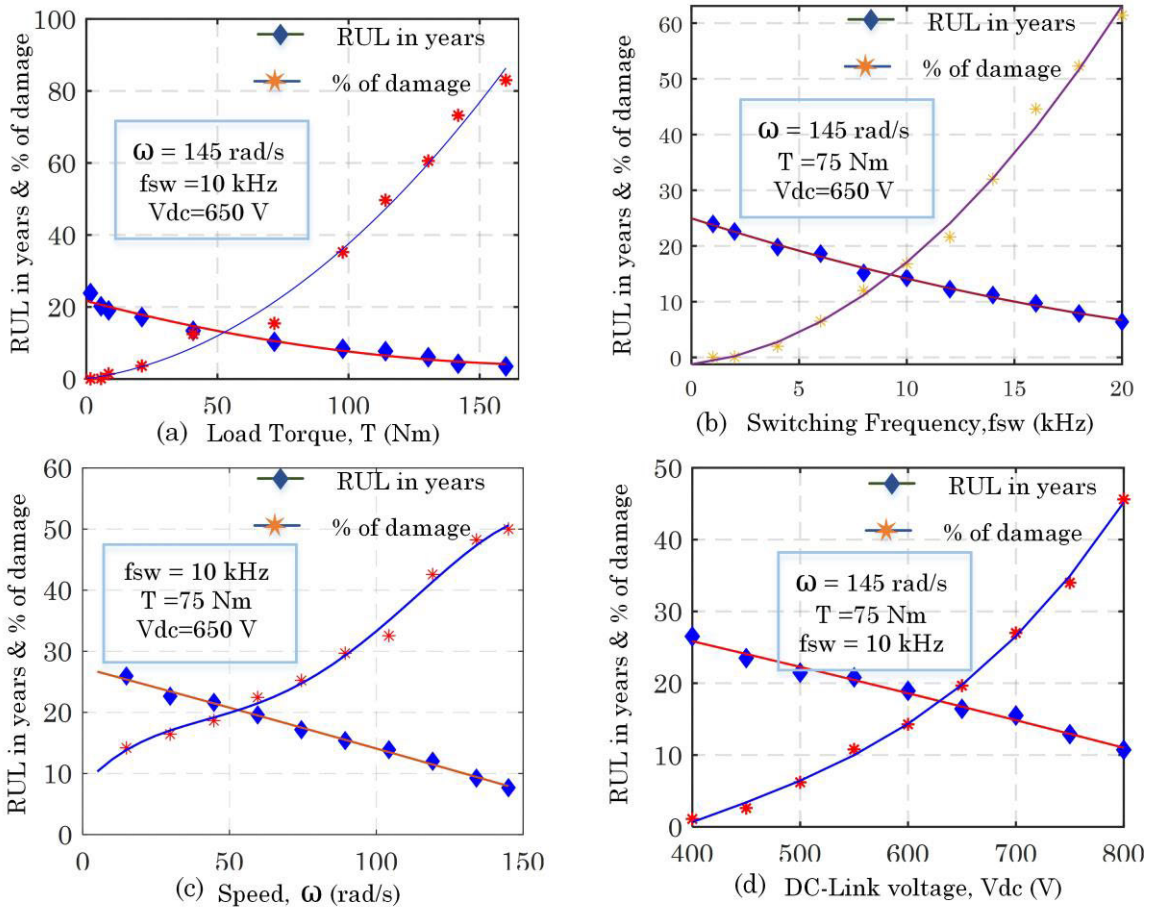 RUL in years & % of damage
100
80
60
40
20
0
0
50
100
150
RUL in years
% of damage
ω = 145 rad/s
fsw =10 kHz
Vdc=650 V
(a) Load Torque, T (Nm)
RUL in years & % of damage
60
50
40
30
20
10
0
0
5
10
15
20
RUL in years
% of damage
ω = 145 rad/s
T =75 Nm
Vdc=650 V
(b) Switching Frequency,fsw (kHz)
RUL in years & % of damage
60
50
40
30
20
10
0
0
50
100
150
RUL in years
% of damage
fsw = 10 kHz
T =75 Nm
Vdc=650 V
(c) Speed, ω (rad/s)
RUL in years & % of damage
50
40
30
20
10
0
400
500
600
700
800
RUL in years
% of damage
ω = 145 rad/s
T =75 Nm
fsw = 10 kHz
(d) DC-Link voltage, Vdc (V)